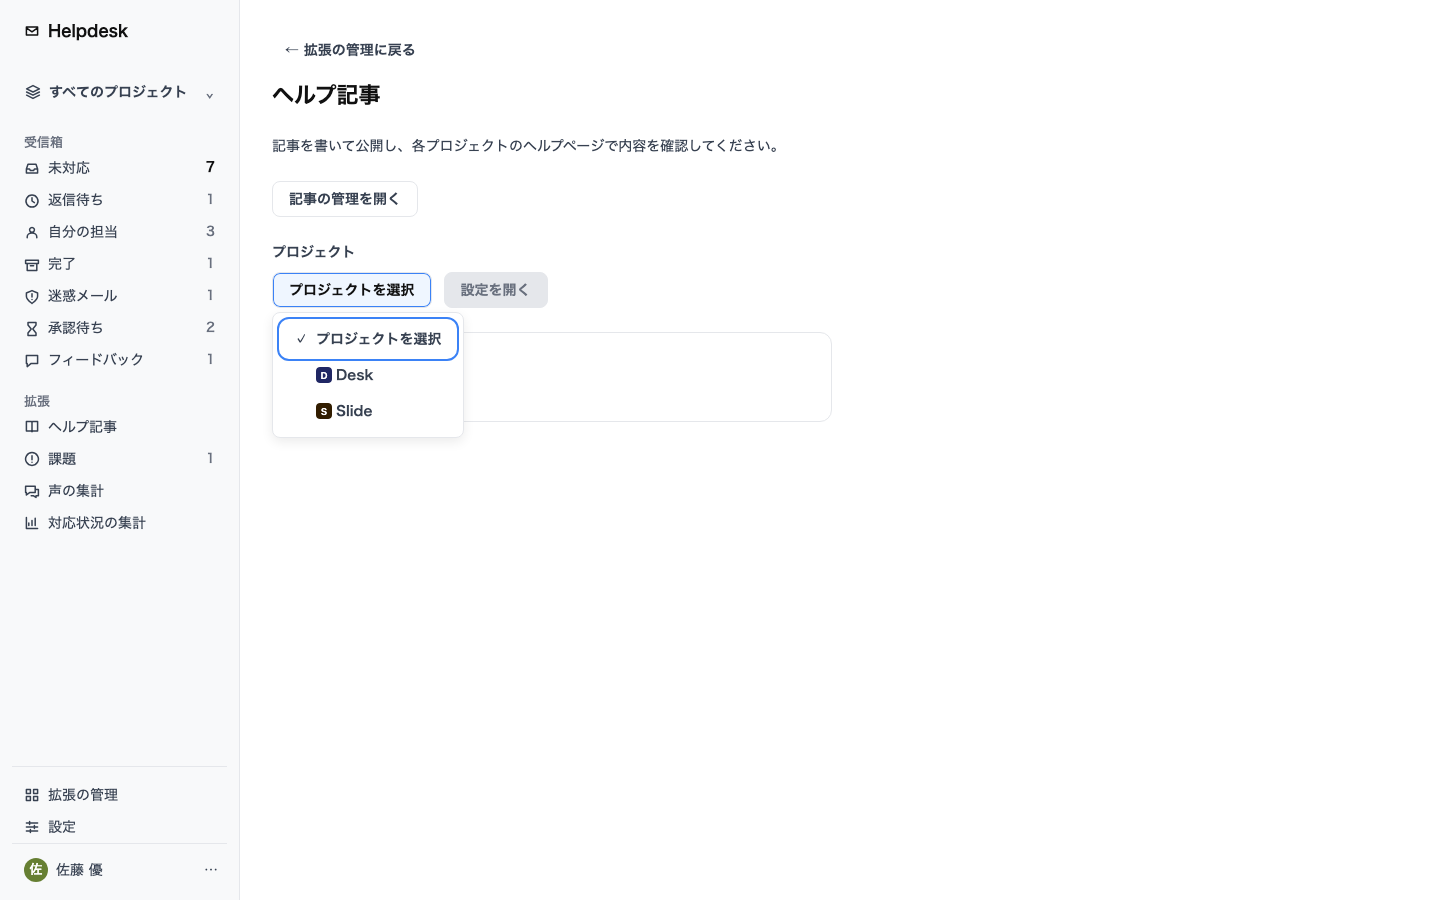 Helpdesk
すべてのプロジェクト
受信箱
未対応 7
返信待ち 1
自分の担当 3
完了 1
迷惑メール 1
承認待ち 2
フィードバック 1
拡張
ヘルプ記事
課題 1
声の集計
対応状況の集計
拡張の管理
設定
佐 佐藤 優 …
← 拡張の管理に戻る
ヘルプ記事
記事を書いて公開し、各プロジェクトのヘルプページで内容を確認してください。
記事の管理を開く
プロジェクト
プロジェクトを選択 設定を開く
✓ プロジェクトを選択
D Desk
S Slide